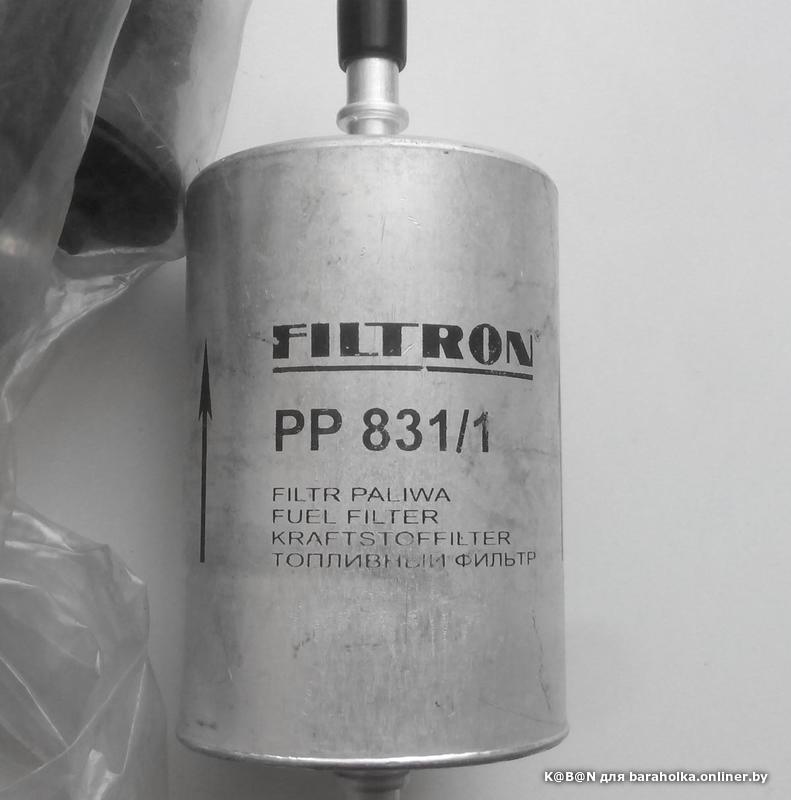 FILTRON
PP 831/1
FILTR PALIWA
FUEL FILTER
KRAFTSTOFFILTER
ТОПЛИВНЫЙ ФИЛЬТР
K@B@N для baraholka.onliner.by